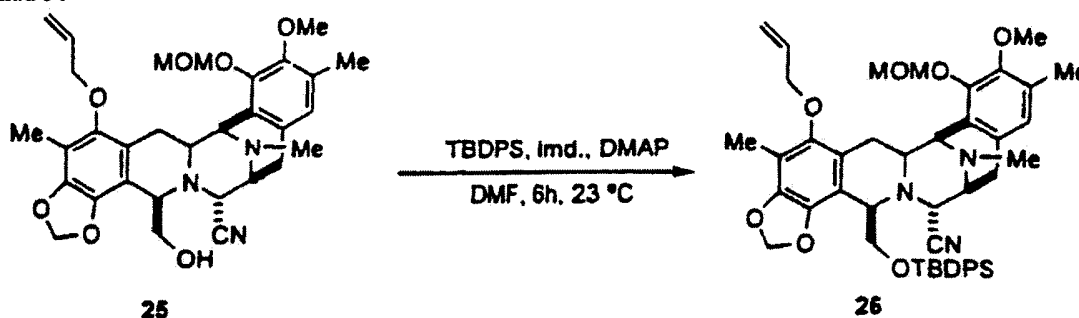 OMe
MOMO
Me
O
Me
N
Me
N
O
O
CN
OH
25
TBDPS, Imd., DMAP
DMF, 6h, 23 °C
OMe
MOMO
Me
O
Me
N
Me
N
O
O
CN
OTBDPS
26